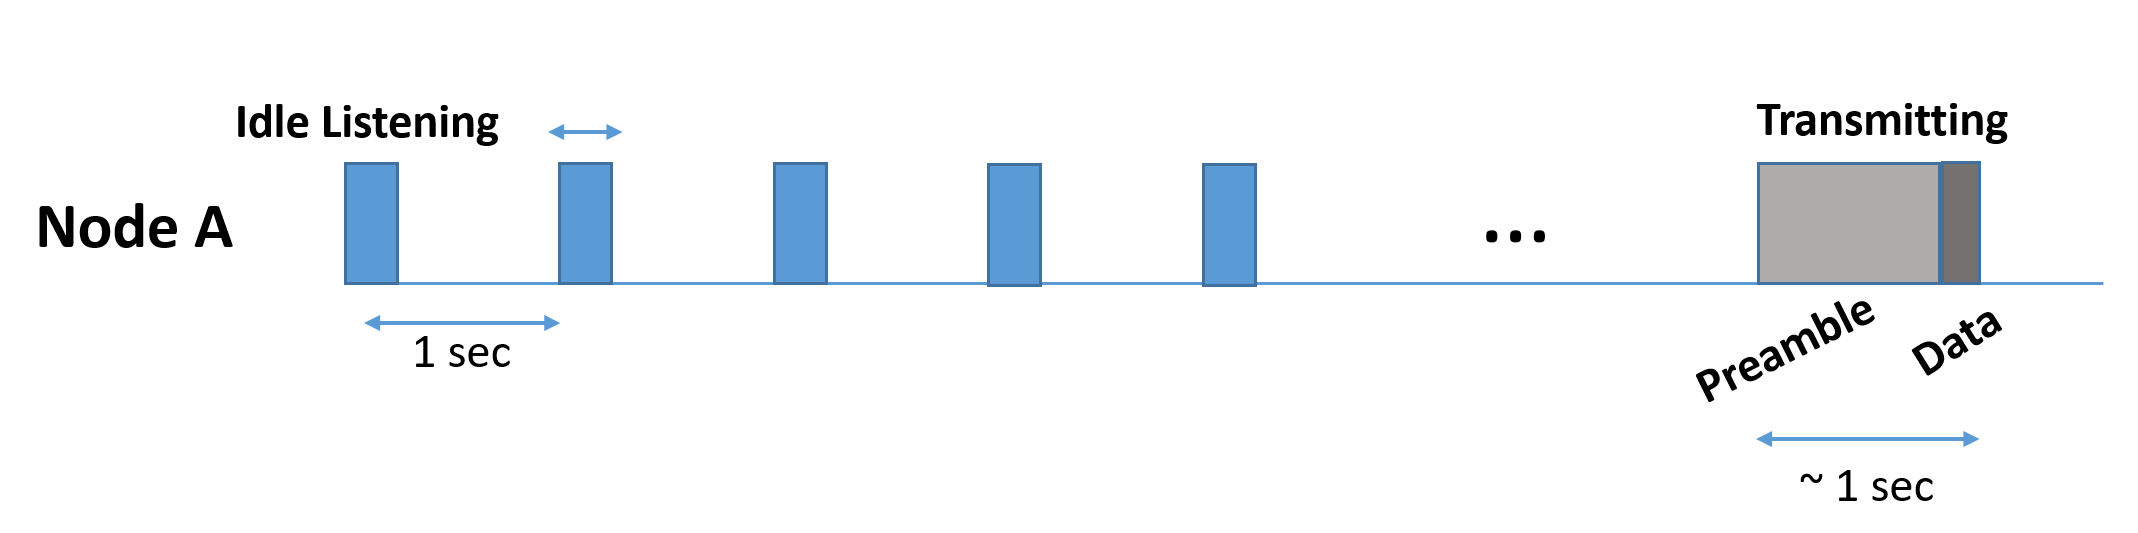 Idle Listening
Transmitting
Node A
...
1 sec
Preamble
Data
~ 1 sec